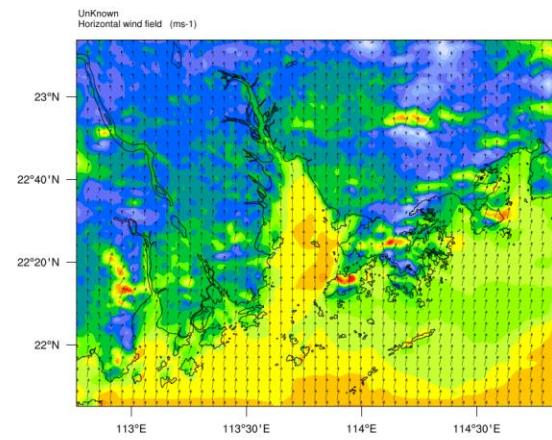 UnKnown
Horizontal wind field (ms-1)
23°N
22°40'N
22°20'N
22°N
113°E
113°30'E
114°E
114°30'E